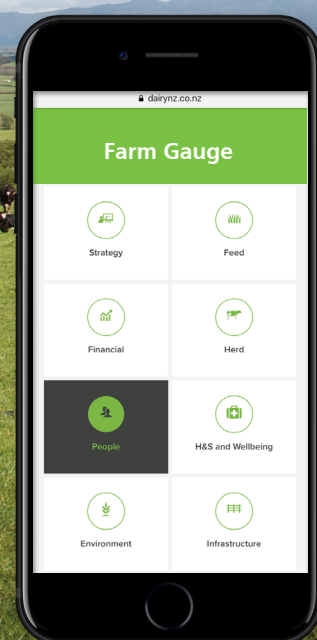 dairynz.co.nz
Farm Gauge
Strategy
Feed
Financial
Herd
People
H&S and Wellbeing
Environment
Infrastructure